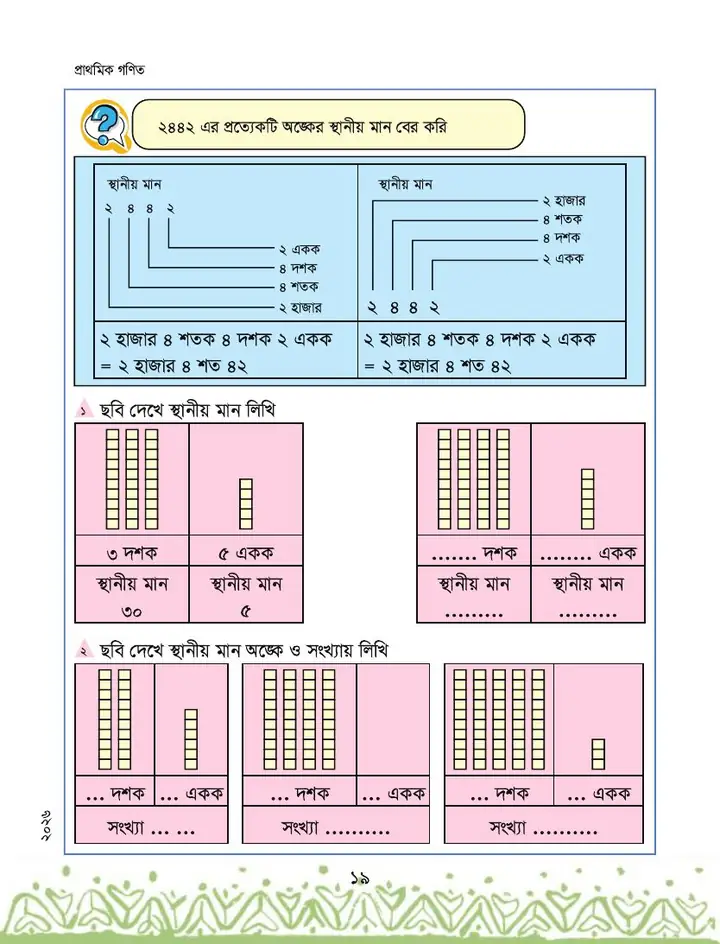 প্রাথমিক গণিত
২৪৪২ এর প্রত্যেকটি অঙ্কের স্থানীয় মান বের করি
স্থানীয় মান
২ ৪ ৪ ২
২ একক
৪ দশক
৪ শতক
২ হাজার
২ হাজার ৪ শতক ৪ দশক ২ একক
= ২ হাজার ৪ শত ৪২
স্থানীয় মান
২ হাজার
৪ শতক
৪ দশক
২ একক
২ ৪ ৪ ২
২ হাজার ৪ শতক ৪ দশক ২ একক
= ২ হাজার ৪ শত ৪২
১ ছবি দেখে স্থানীয় মান লিখি
৩ দশক ৫ একক
স্থানীয় মান স্থানীয় মান
৩০ ৫
....... দশক ........ একক
স্থানীয় মান স্থানীয় মান
......... .........
২ ছবি দেখে স্থানীয় মান অঙ্কে ও সংখ্যায় লিখি
... দশক ... একক
সংখ্যা ... ...
... দশক ... একক
সংখ্যা ..........
... দশক ... একক
সংখ্যা ..........
২০২৬
১৯